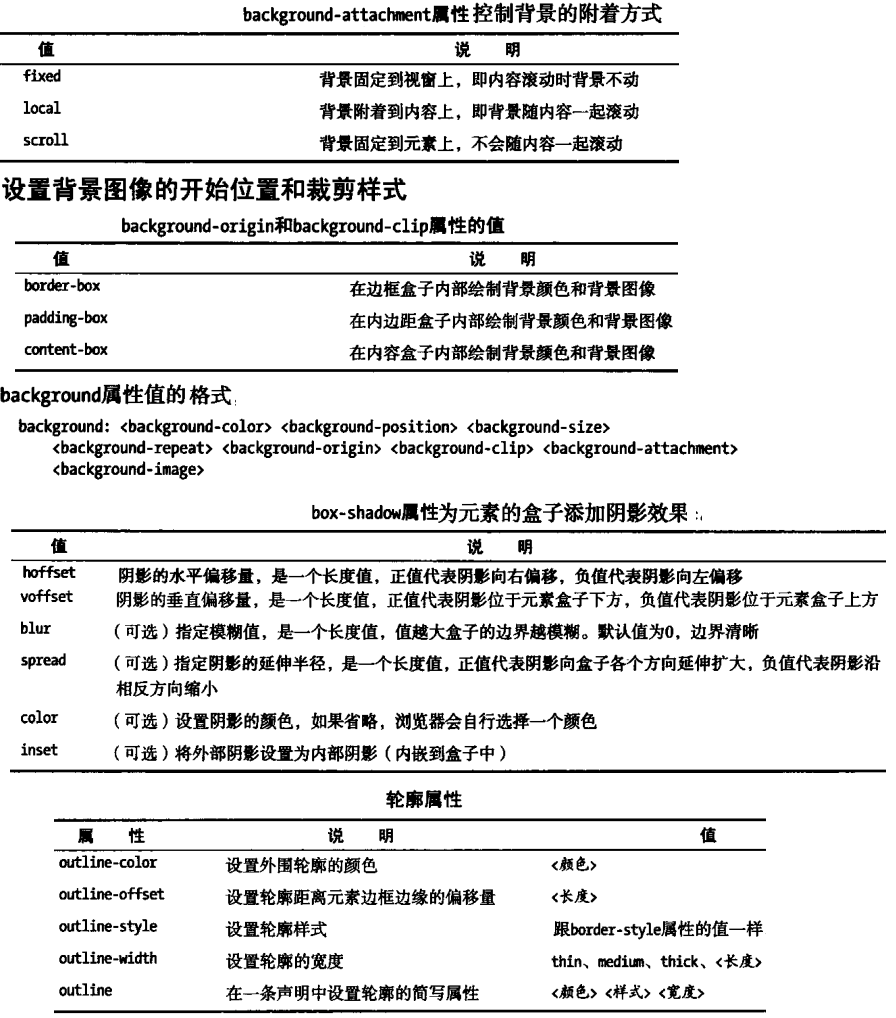 background-attachment属性控制背景的附着方式
值 说 明
fixed 背景固定到视窗上，即内容滚动时背景不动
local 背景附着到内容上，即背景随内容一起滚动
scroll 背景固定到元素上，不会随内容一起滚动
设置背景图像的开始位置和裁剪样式
background-origin和background-clip属性的值
值 说 明
border-box 在边框盒子内部绘制背景颜色和背景图像
padding-box 在内边距盒子内部绘制背景颜色和背景图像
content-box 在内容盒子内部绘制背景颜色和背景图像
background属性值的格式
background: <background-color> <background-position> <background-size>
<background-repeat> <background-origin> <background-clip> <background-attachment>
<background-image>
box-shadow属性为元素的盒子添加阴影效果
值 说 明
hoffset 阴影的水平偏移量，是一个长度值，正值代表阴影向右偏移，负值代表阴影向左偏移
voffset 阴影的垂直偏移量，是一个长度值，正值代表阴影位于元素盒子下方，负值代表阴影位于元素盒子上方
blur （可选）指定模糊值，是一个长度值，值越大盒子的边界越模糊。默认值为0，边界清晰
spread （可选）指定阴影的延伸半径，是一个长度值，正值代表阴影向盒子各个方向延伸扩大，负值代表阴影沿
相反方向缩小
color （可选）设置阴影的颜色，如果省略，浏览器会自行选择一个颜色
inset （可选）将外部阴影设置为内部阴影（内嵌到盒子中）
轮廓属性
属 性 说 明 值
outline-color 设置外围轮廓的颜色 <颜色>
outline-offset 设置轮廓距离元素边框边缘的偏移量 <长度>
outline-style 设置轮廓样式 跟border-style属性的值一样
outline-width 设置轮廓的宽度 thin、medium、thick、<长度>
outline 在一条声明中设置轮廓的简写属性 <颜色> <样式> <宽度>